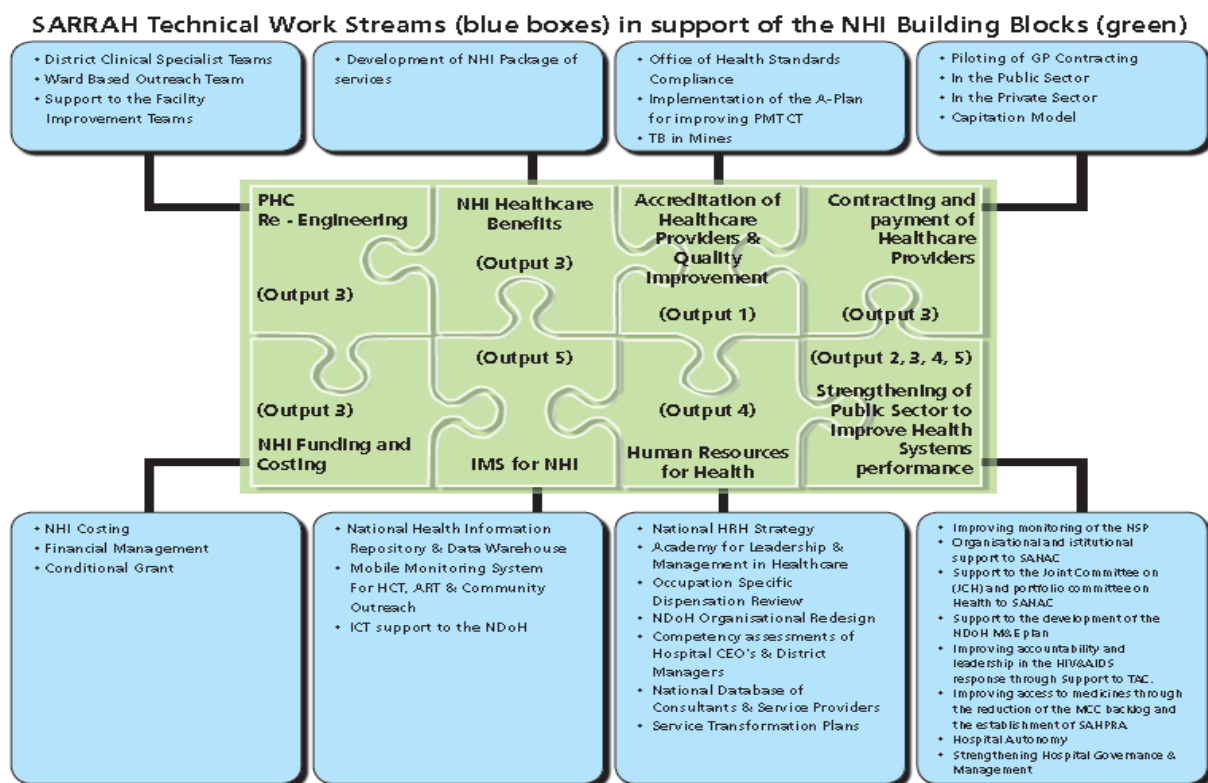 SARRAH Technical Work Streams (blue boxes) in support of the NHI Building Blocks (green)
• District Clinical Specialist Teams
• Ward Based Outreach Team
• Support to the Facility
Improvement Teams
• Development of NHI Package of
services
• Office of Health Standards
Compliance
• Implementation of the A-Plan
for improving PMTCT
• TB in Mines
• Piloting of GP Contracting
• In the Public Sector
• In the Private Sector
• Capitation Model
PHC
Re - Engineering
(Output 3)
NHI Healthcare
Benefits
(Output 3)
Accreditation of
Healthcare
Providers &
Quality
Improvement
(Output 1)
Contracting and
payment of
Healthcare
Providers
(Output 3)
(Output 3)
NHI Funding and
Costing
(Output 5)
IMS for NHI
(Output 4)
Human Resources
for Health
(Output 2, 3, 4, 5)
Strengthening of
Public Sector to
Improve Health
Systems
performance
• NHI Costing
• Financial Management
• Conditional Grant
• National Health Information
Repository & Data Warehouse
• Mobile Monitoring System
For HCT, ART & Community
Outreach
• ICT support to the NDoH
• National HRH Strategy
• Academy for Leadership &
Management in Healthcare
• Occupation Specific
Dispensation Review
• NDoH Organisational Redesign
• Competency assessments of
Hospital CEO's & District
Managers
• National Database of
Consultants & Service Providers
• Service Transformation Plans
• Improving monitoring of the NSP
• Organisational and istitutional
support to SANAC
• Support to the Joint Committee on
(JCH) and portfolio committee on
Health to SANAC
• Support to the development of the
NDoH M&E plan
• Improving accountability and
leadership in the HIV&AIDS
response through Support to TAC.
• Improving access to medicines through
the reduction of the MCC backlog and
the establishment of SAHPRA
• Hospital Autonomy
• Strengthening Hospital Governance &
Management